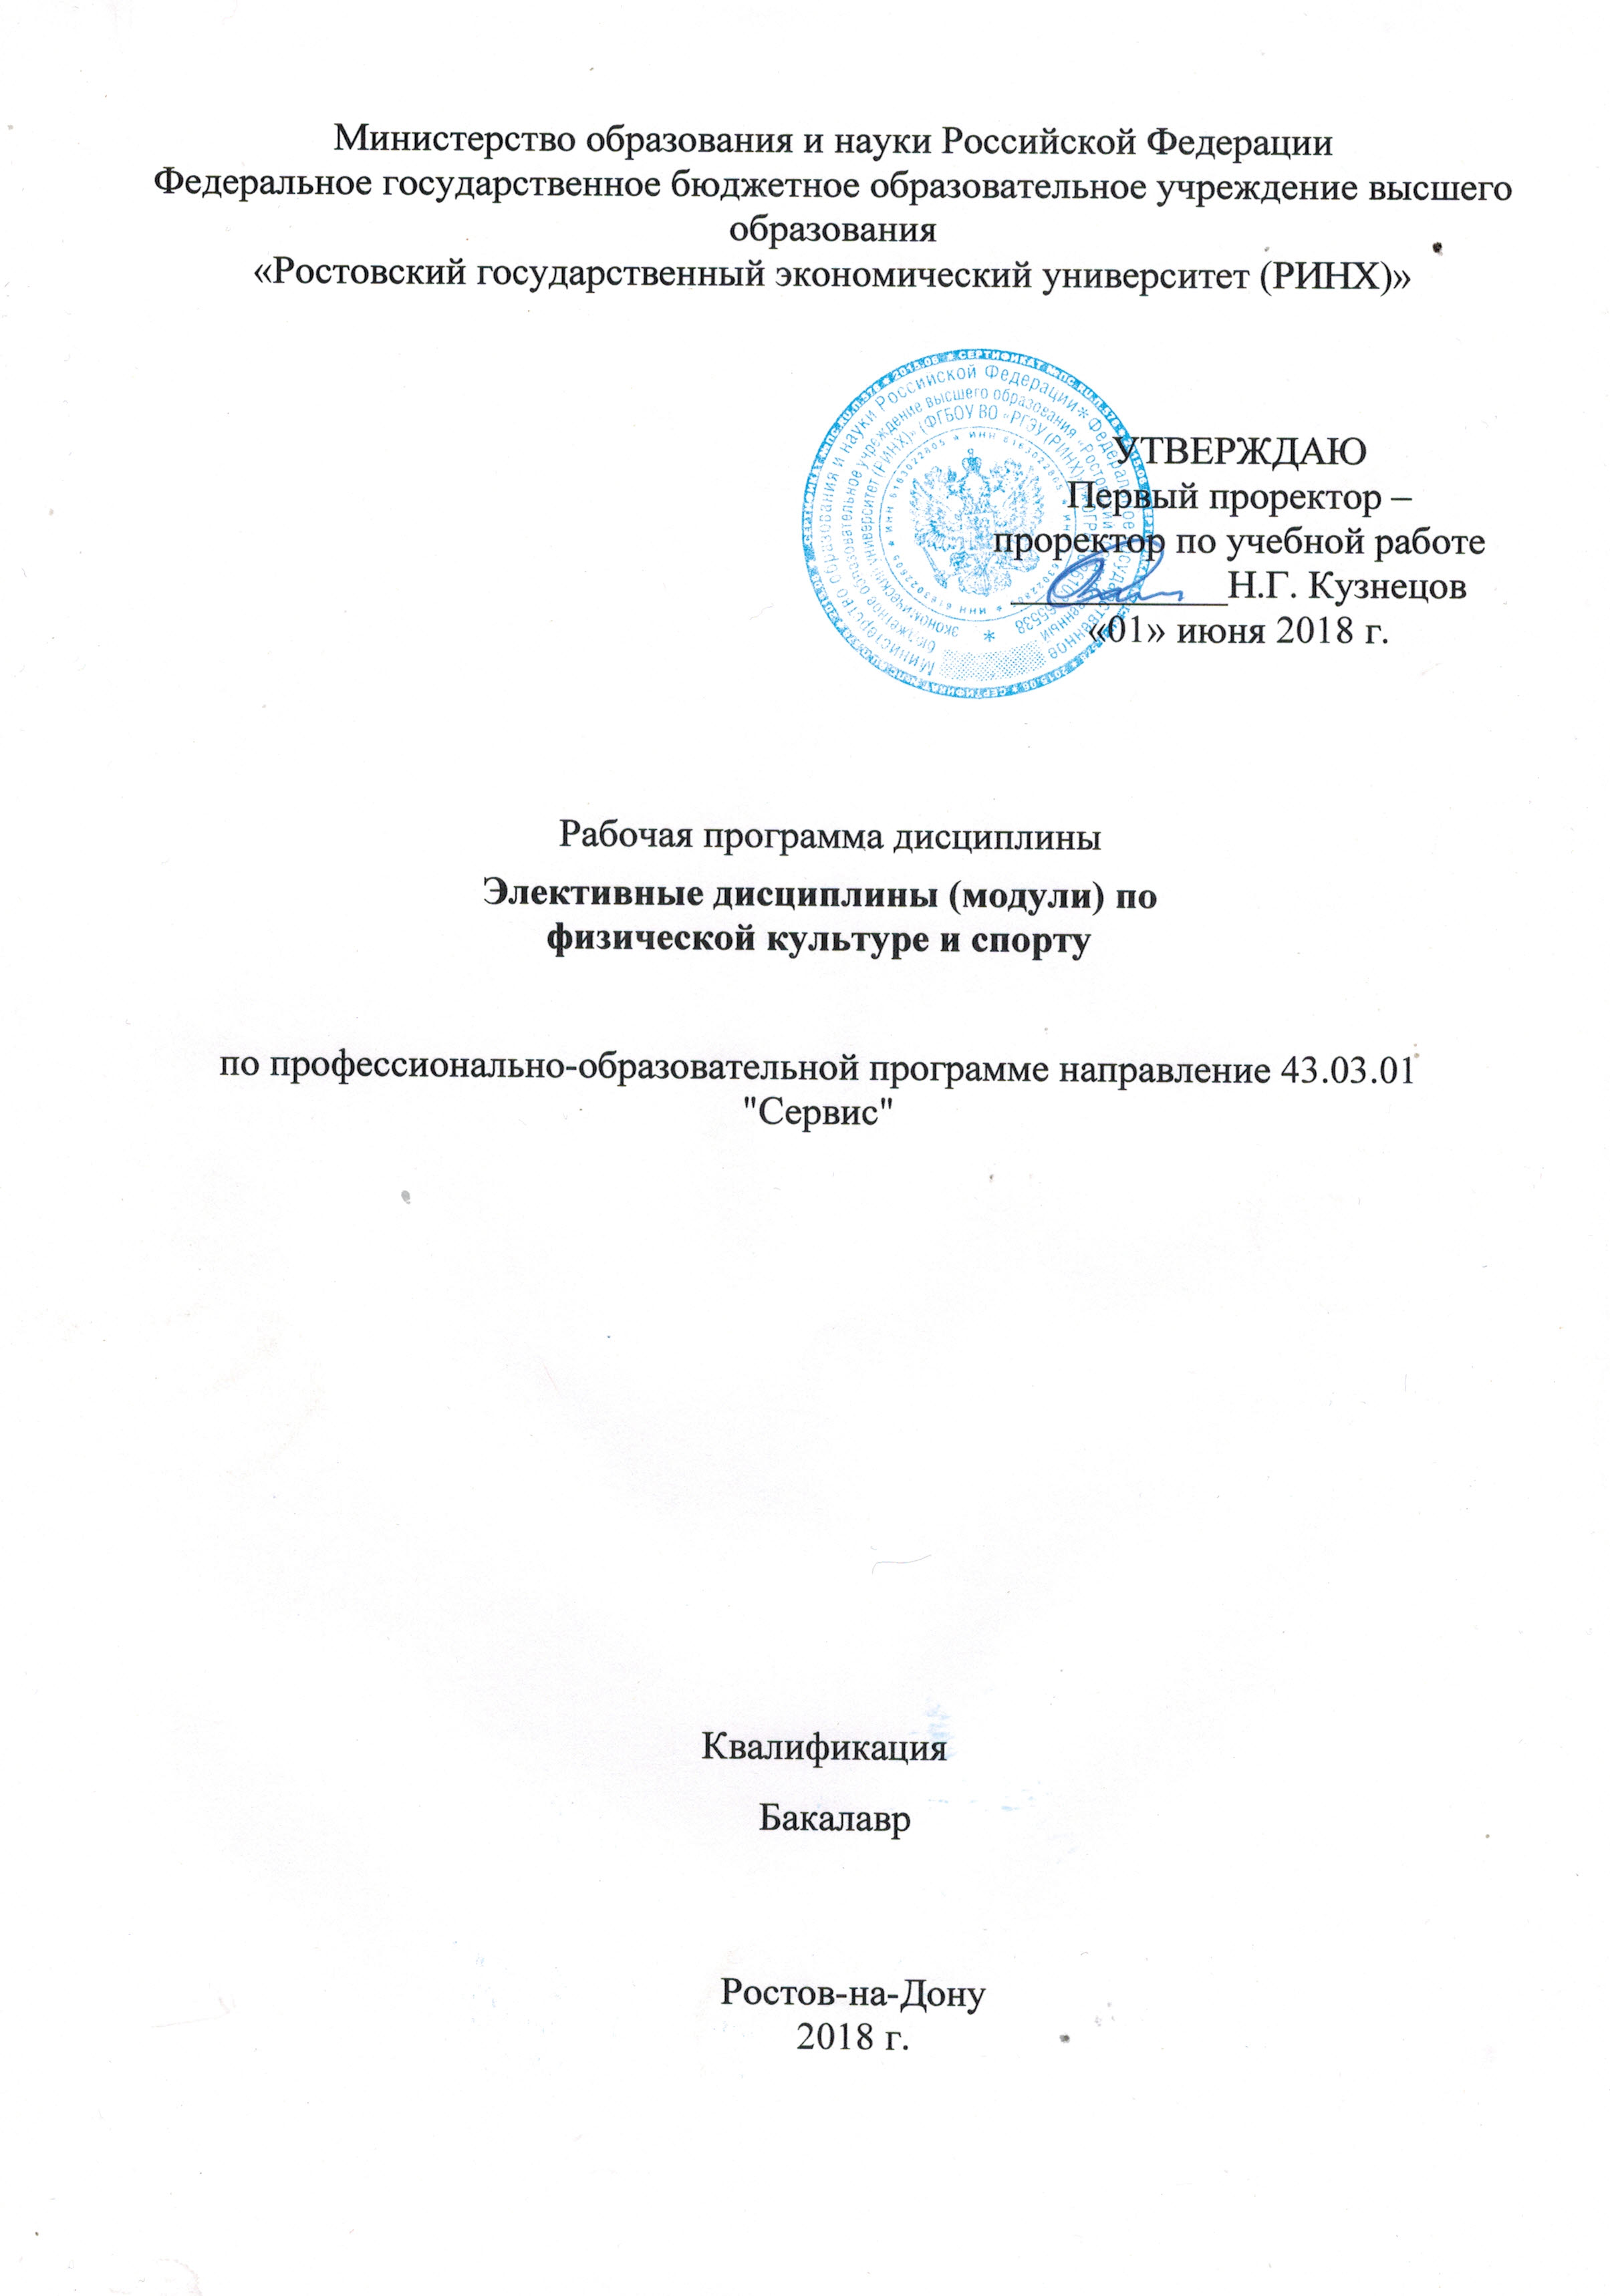 Министерство образования и науки Российской Федерации
Федеральное государственное бюджетное образовательное учреждение высшего
образования
«Ростовский государственный экономический университет (РИНХ)»
УТВЕРЖДАЮ
Первый проректор –
проректор по учебной работе
Н.Г. Кузнецов
«01» июня 2018 г.
Рабочая программа дисциплины
Элективные дисциплины (модули) по
физической культуре и спорту
по профессионально-образовательной программе направление 43.03.01
"Сервис"
Квалификация
Бакалавр
Ростов-на-Дону
2018 г.